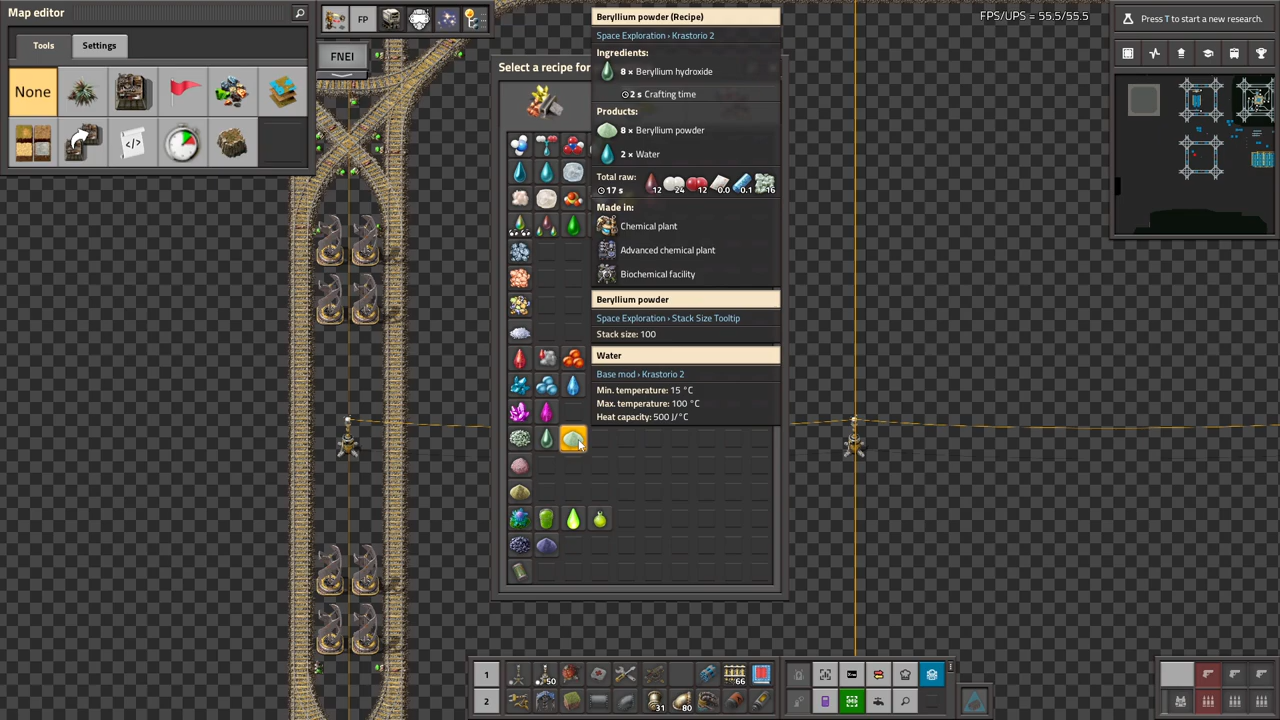 Map editor
Tools
Settings
None
FP
FNEI
Select a recipe for
Beryllium powder (Recipe)
Space Exploration › Krastorio 2
Ingredients:
8 × Beryllium hydroxide
2 s Crafting time
Products:
8 × Beryllium powder
2 × Water
Total raw:
17 s
12
24
12
0.0
0.1
16
Made in:
Chemical plant
Advanced chemical plant
Biochemical facility
Beryllium powder
Space Exploration › Stack Size Tooltip
Stack size: 100
Water
Base mod › Krastorio 2
Min. temperature: 15 °C
Max. temperature: 100 °C
Heat capacity: 500 J/°C
FPS/UPS = 55.5/55.5
Press T to start a new research.
1
50
66
2
31
80